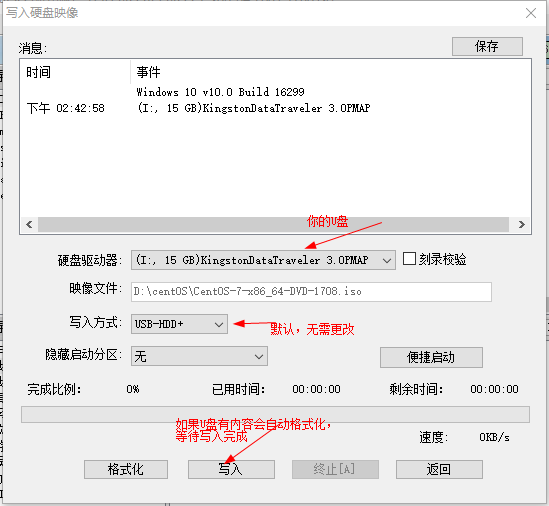 写入硬盘映像
消息：
保存
时间 事件
Windows 10 v10.0 Build 16299
下午 02:42:58 (I:, 15 GB)KingstonDataTraveler 3.0PMAP
你的U盘
硬盘驱动器： (I:, 15 GB)KingstonDataTraveler 3.0PMAP 刻录校验
映像文件： D:\centOS\CentOS-7-x86_64-DVD-1708.iso
写入方式： USB-HDD+
默认，无需更改
隐藏启动分区： 无 便捷启动
完成比例： 0% 已用时间： 00:00:00 剩余时间： 00:00:00
如果U盘有内容会自动格式化，
等待写入完成
速度： 0KB/s
格式化 写入 终止[A] 返回